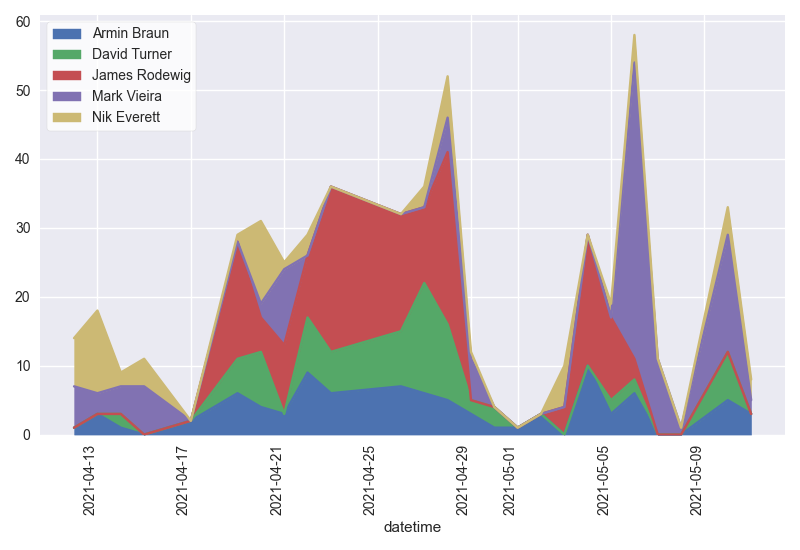 60
50
40
30
20
10
0
Armin Braun
David Turner
James Rodewig
Mark Vieira
Nik Everett
2021-04-13
2021-04-17
2021-04-21
2021-04-25
2021-04-29
2021-05-01
2021-05-05
2021-05-09
datetime